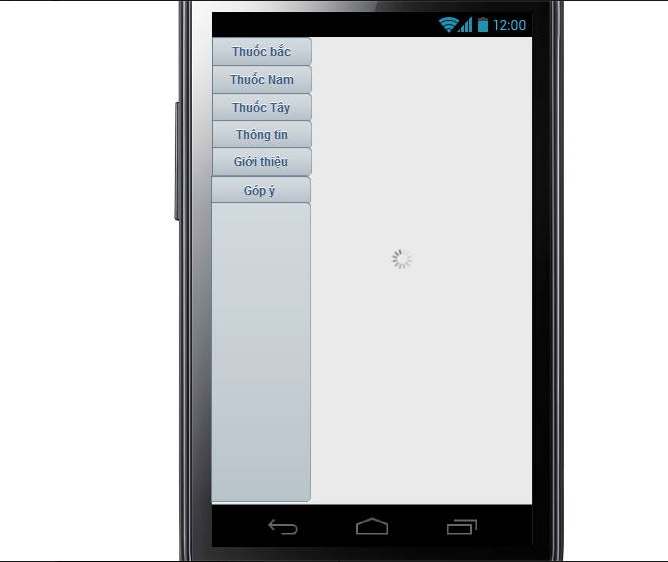 12:00
Thuốc bắc
Thuốc Nam
Thuốc Tây
Thông tin
Giới thiệu
Góp ý